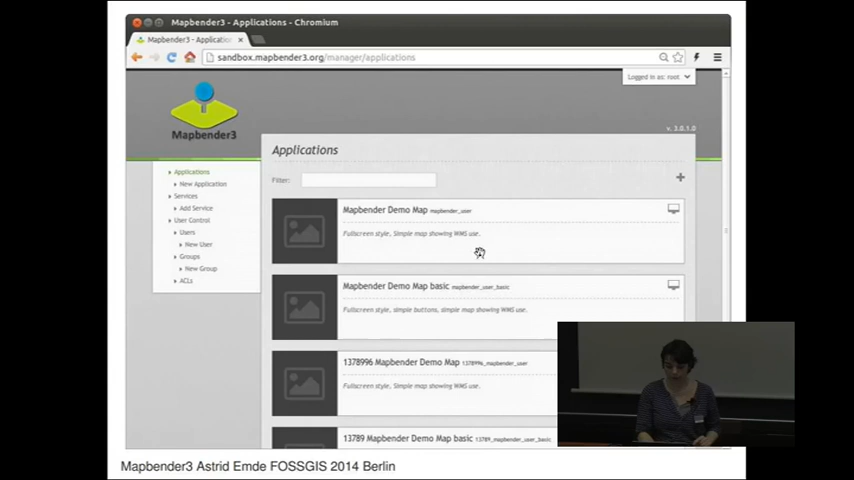 Mapbender3 - Applications - Chromium
Mapbender3 - Applicatio
sandbox.mapbender3.org/manager/applications
Logged in as: root
Mapbender3
v. 3.0.1.0
Applications
New Application
Services
Add Service
User Control
Users
New User
Groups
New Group
ACLs
Applications
Filter:
Mapbender Demo Map mapbender_user
Fullscreen style, Simple map showing WMS use.
Mapbender Demo Map basic mapbender_user_basic
Fullscreen style, simple buttons, simple map showing WMS use.
1378996 Mapbender Demo Map 1378996_mapbender_user
Fullscreen style, Simple map showing WMS use.
13789 Mapbender Demo Map basic 13789_mapbender_user_basic
Mapbender3 Astrid Emde FOSSGIS 2014 Berlin